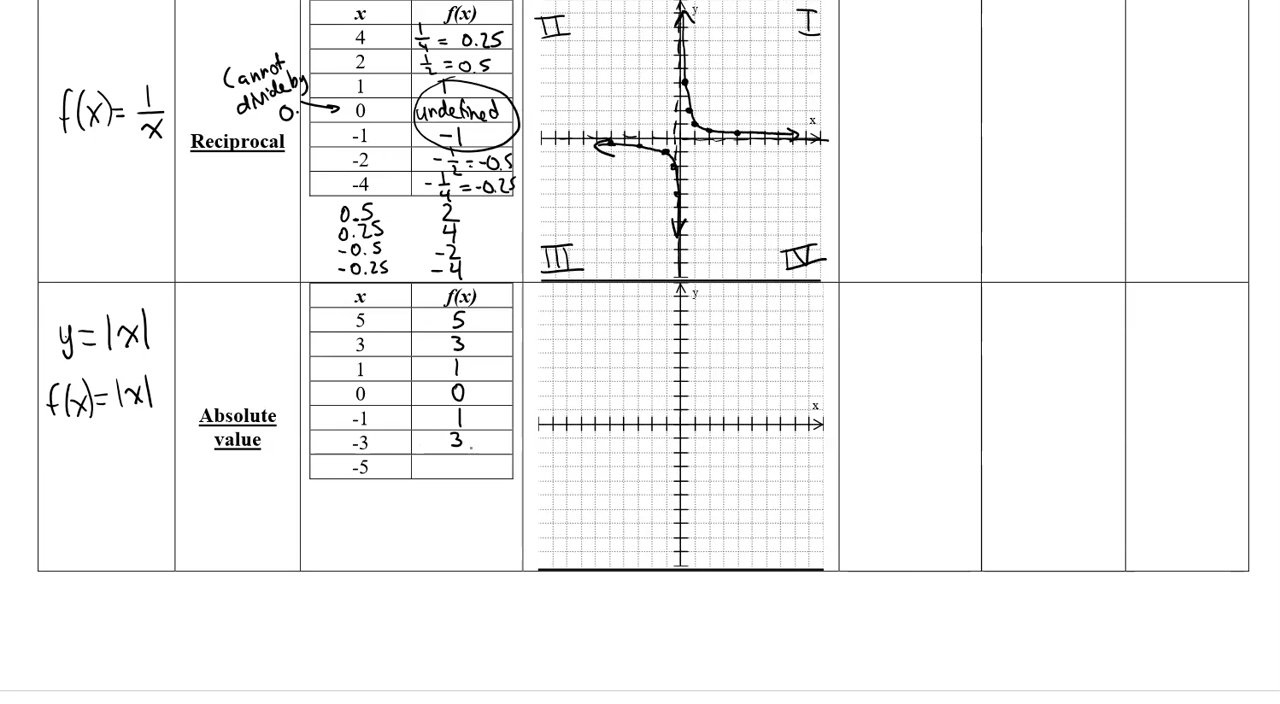 x f(x)
4 1/4 = 0.25
2 1/2 = 0.5
1 1
0 undefined
-1 -1
-2 -1/2 = -0.5
-4 -1/4 = -0.25
0.5 2
0.25 4
-0.5 -2
-0.25 -4
f(x) = 1/x
Reciprocal
Cannot
divide by
0.
II
y
I
x
III
IV
y = |x|
f(x) = |x|
Absolute
value
x f(x)
5 5
3 3
1 1
0 0
-1 1
-3 3
-5
y
x